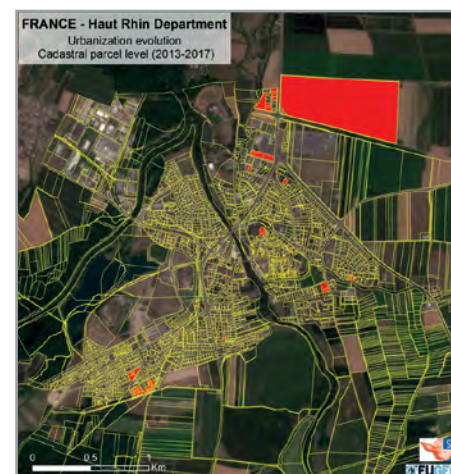 FRANCE - Haut Rhin Department
Urbanization evolution
Cadastral parcel level (2013-2017)
0 0,5 1
Km